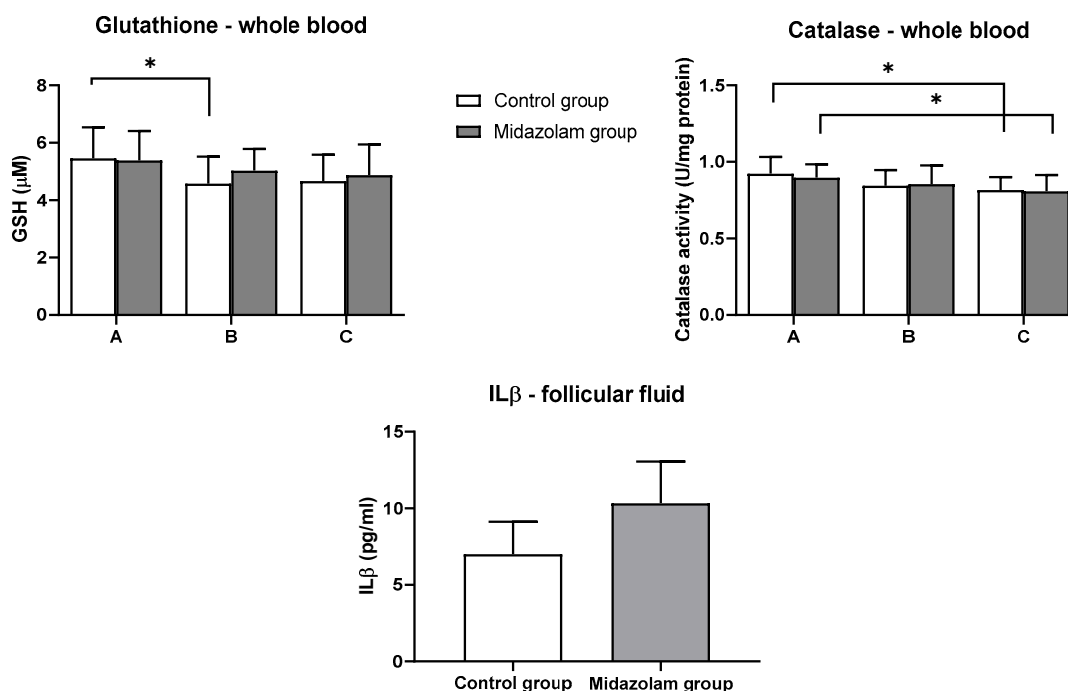 Glutathione - whole blood
*
8
6
4
2
0
GSH (μM)
A B C
Control group
Midazolam group
Catalase - whole blood
*
*
1.5
1.0
0.5
0.0
Catalase activity (U/mg protein)
A B C
ILβ - follicular fluid
15
10
5
0
ILβ (pg/ml)
Control group Midazolam group